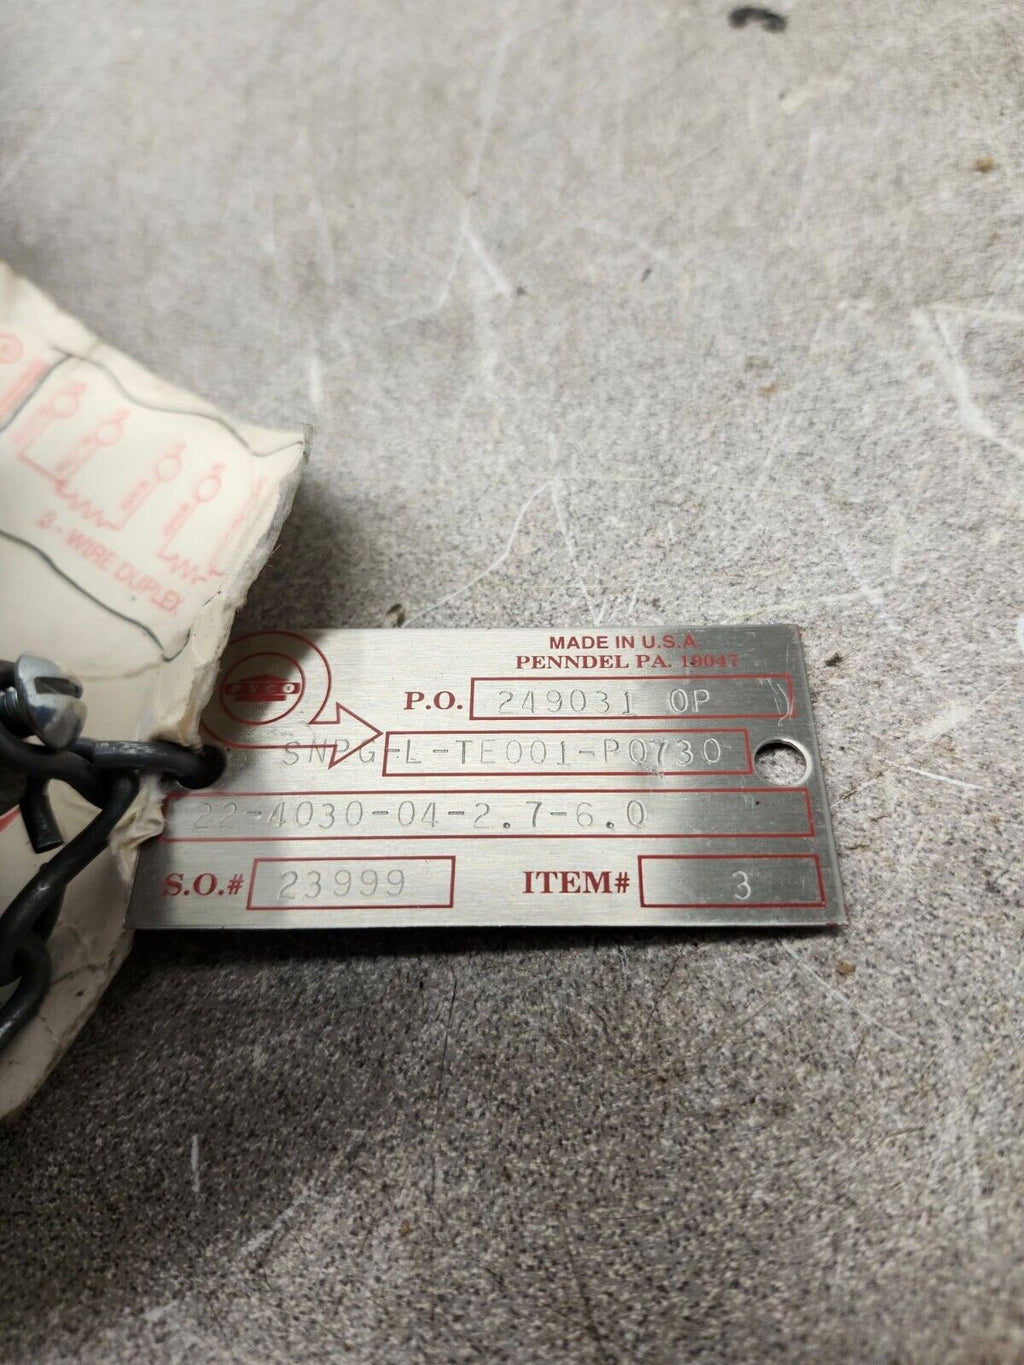 3-WIRE DUPLEX
MADE IN U.S.A.
PENNDEL PA. 19047
PYCO
P.O. 249031 OP
SNPG-L-TE001-P0730
22-4030-04-2.7-6.0
S.O.# 23999 ITEM# 3